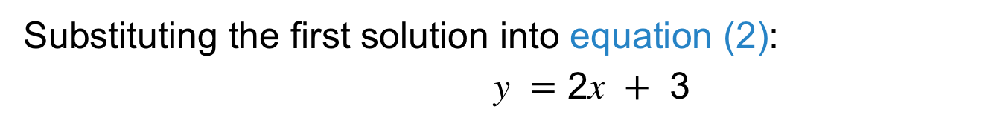 Substituting the first solution into equation (2):
y = 2x + 3